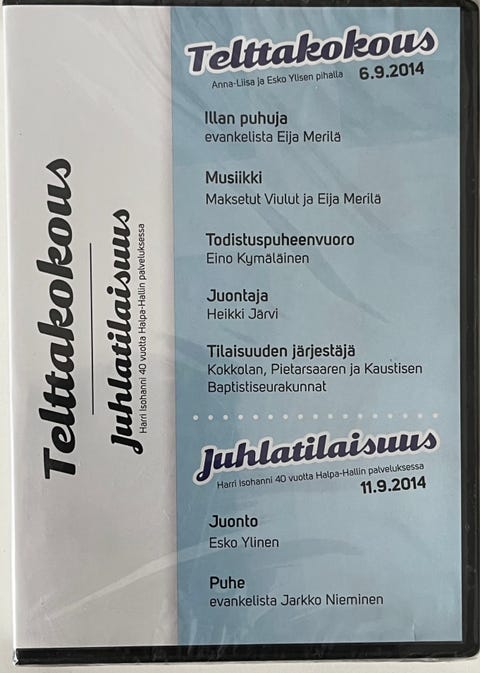 Telttakokous
Juhlatilaisuus
Harri Isohanni 40 vuotta Halpa-Hallin palveluksessa
Telttakokous
Anna-Liisa ja Esko Ylisen pihalla 6.9.2014
Illan puhuja
evankelista Eija Merilä
Musiikki
Maksetut Viulut ja Eija Merilä
Todistuspuheenvuoro
Eino Kymäläinen
Juontaja
Heikki Järvi
Tilaisuuden järjestäjä
Kokkolan, Pietarsaaren ja Kaustisen
Baptistiseurakunnat
Juhlatilaisuus
Harri Isohanni 40 vuotta Halpa-Hallin palveluksessa
11.9.2014
Juonto
Esko Ylinen
Puhe
evankelista Jarkko Nieminen